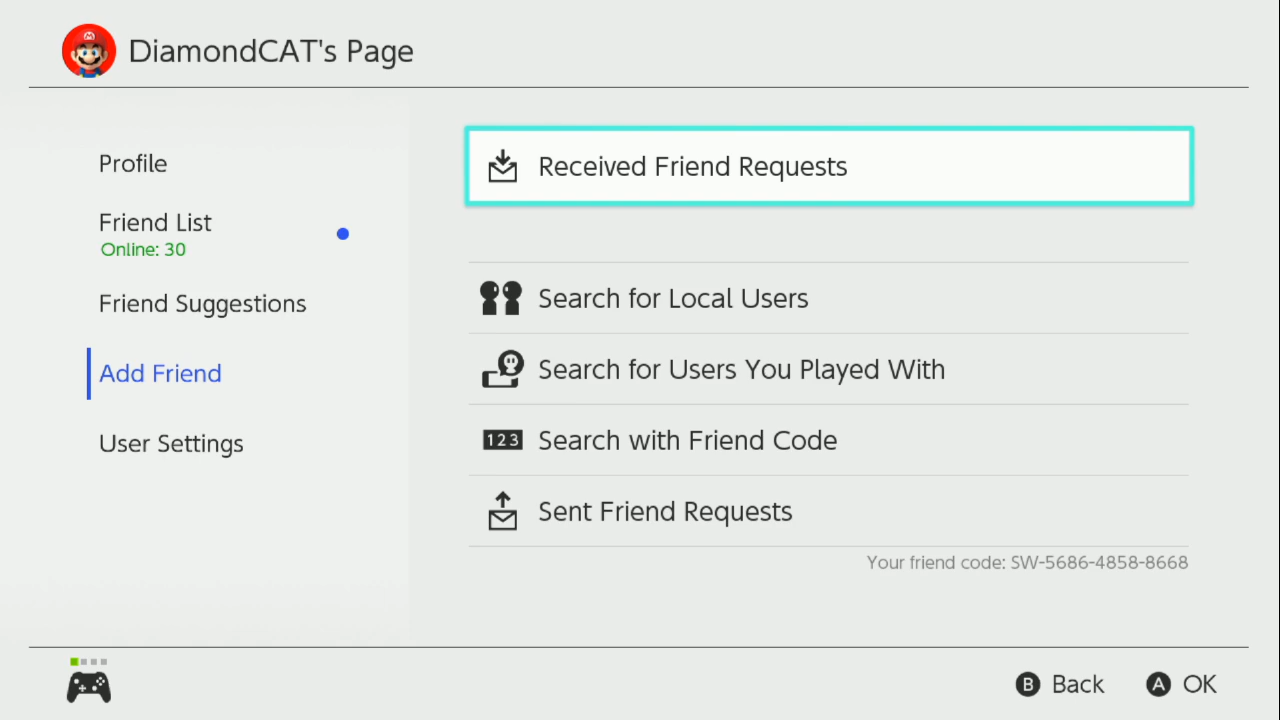 DiamondCAT's Page
Profile
Friend List
Online: 30
Friend Suggestions
Add Friend
User Settings
Received Friend Requests
Search for Local Users
Search for Users You Played With
123 Search with Friend Code
Sent Friend Requests
Your friend code: SW-5686-4858-8668
B Back A OK